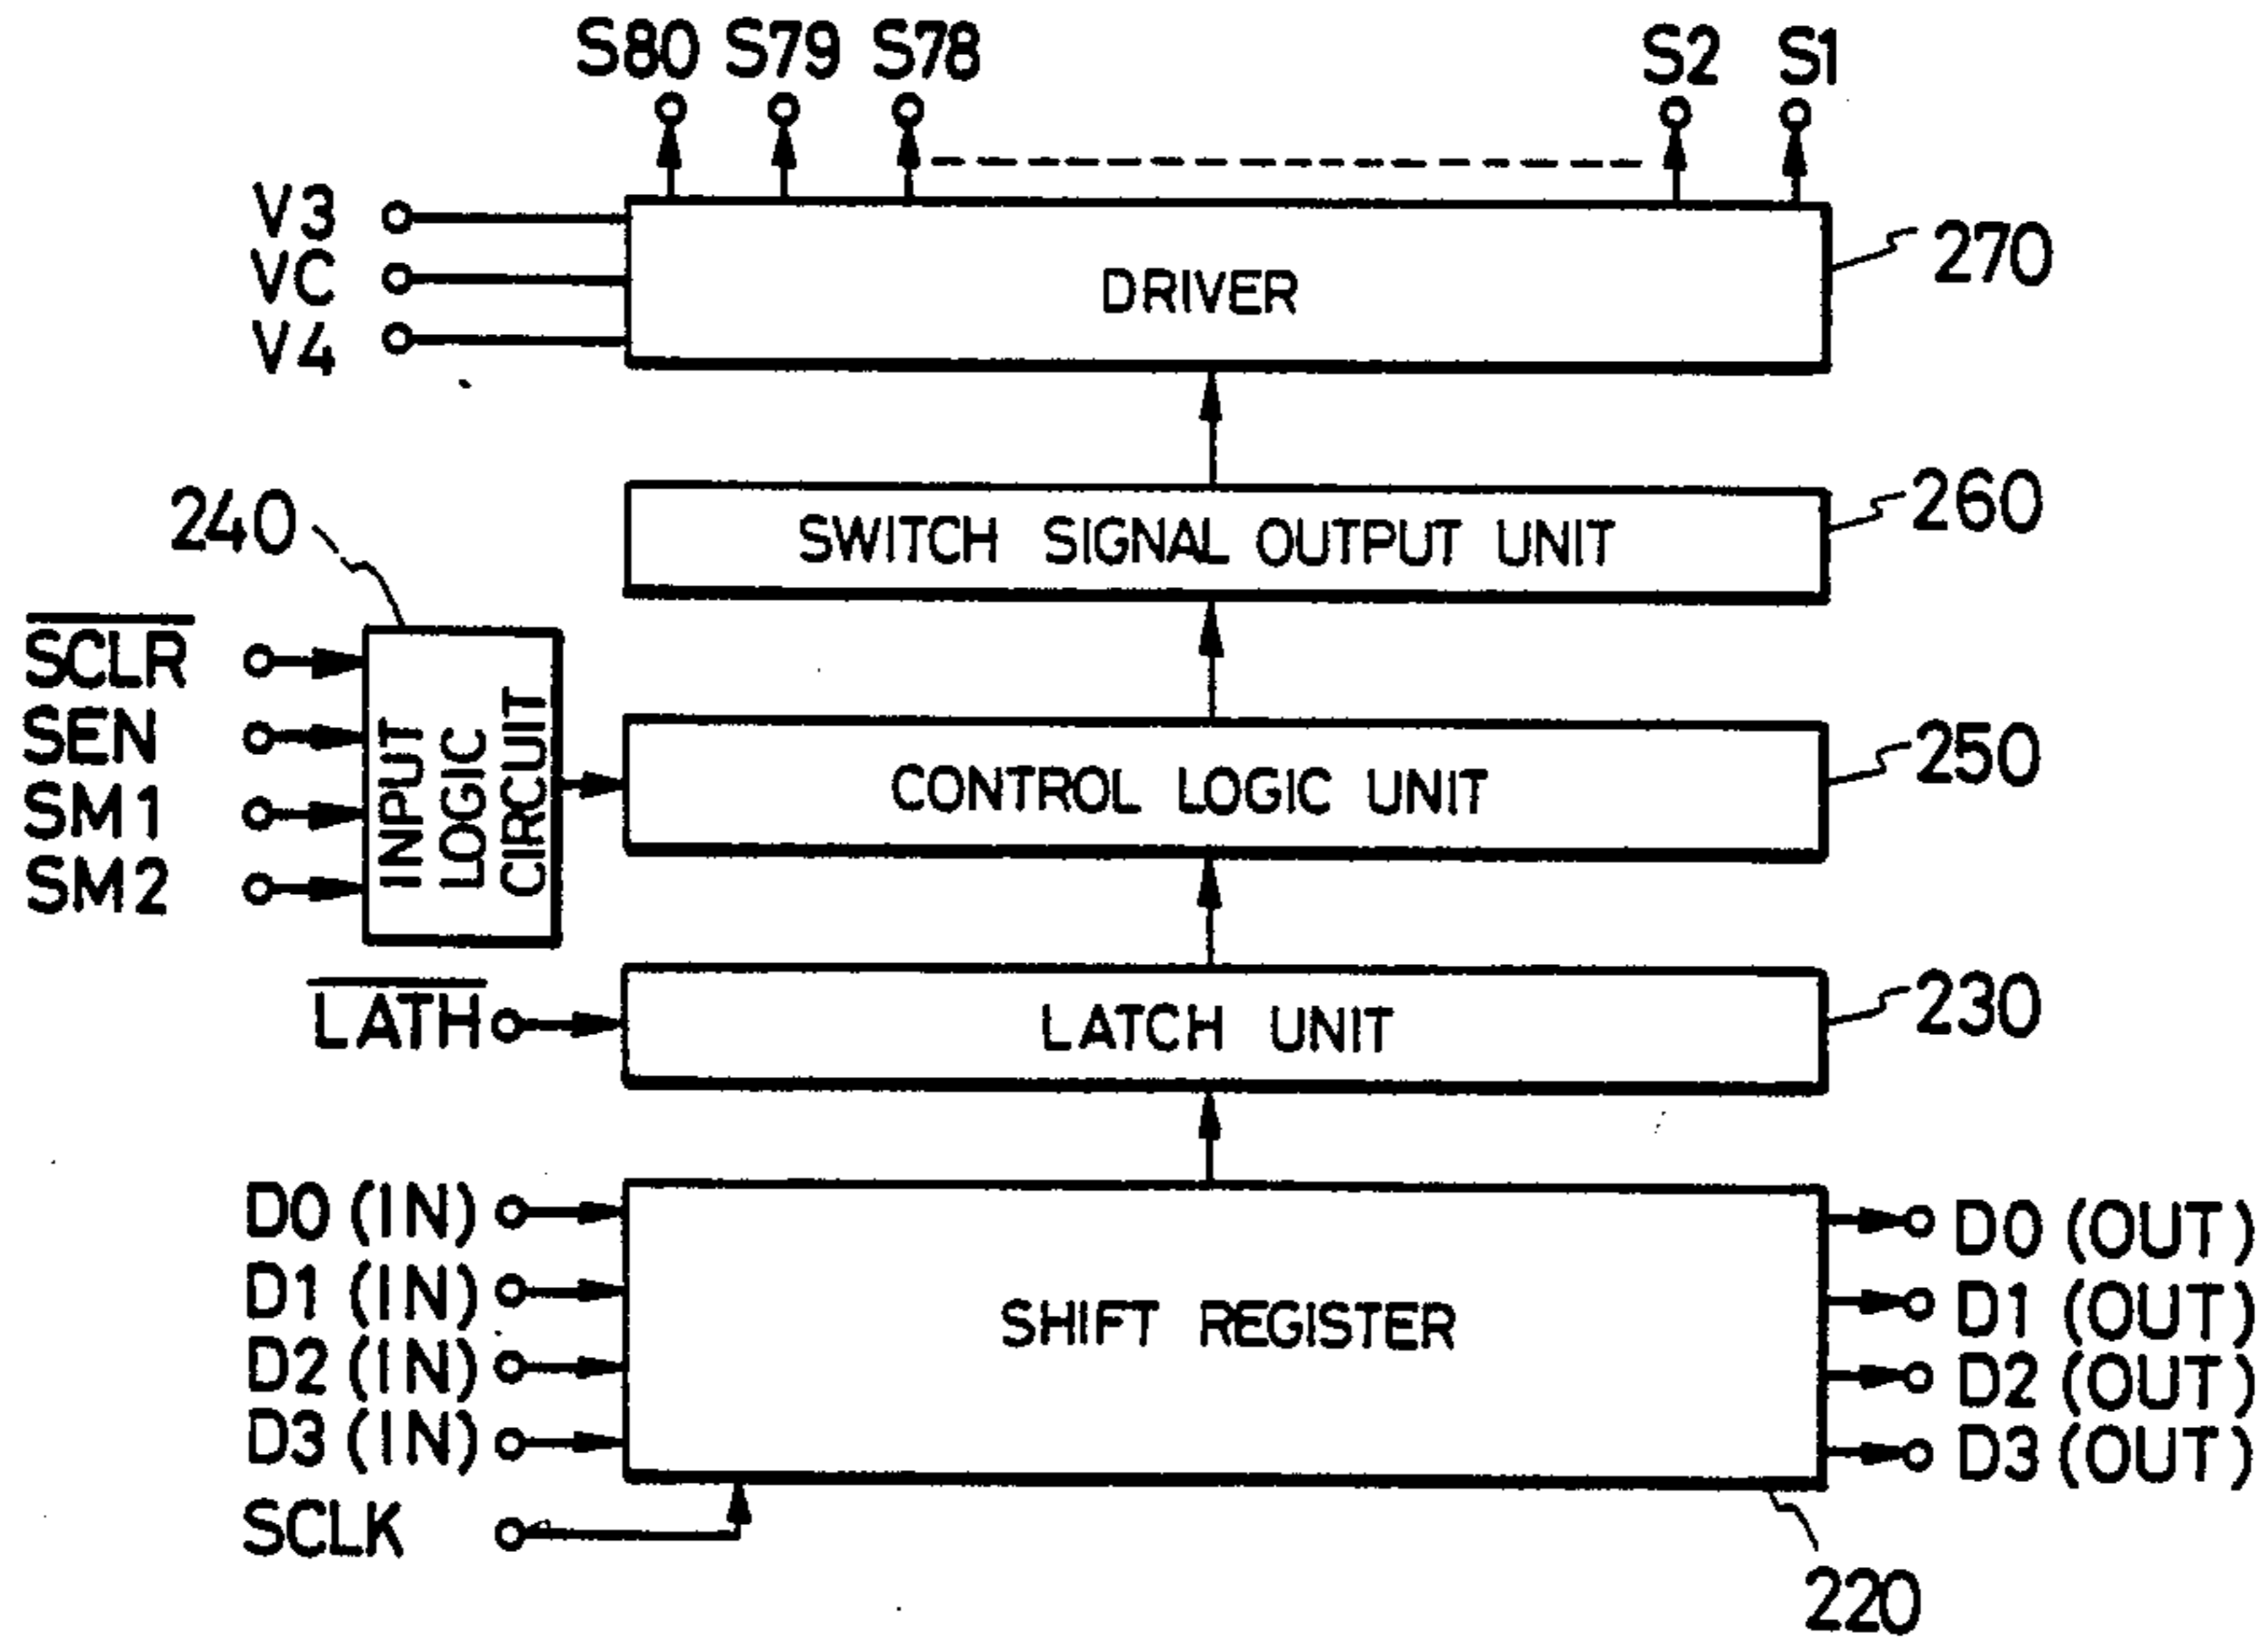 S80 S79 S78 S2 S1
V3
VC
V4
DRIVER
270
SWITCH SIGNAL OUTPUT UNIT
260
240
S̅C̅L̅R̅
SEN
SM1
SM2
INPUT
LOGIC
CIRCUIT
CONTROL LOGIC UNIT
250
L̅A̅T̅H̅
LATCH UNIT
230
D0 (IN)
D1 (IN)
D2 (IN)
D3 (IN)
SCLK
SHIFT REGISTER
D0 (OUT)
D1 (OUT)
D2 (OUT)
D3 (OUT)
220